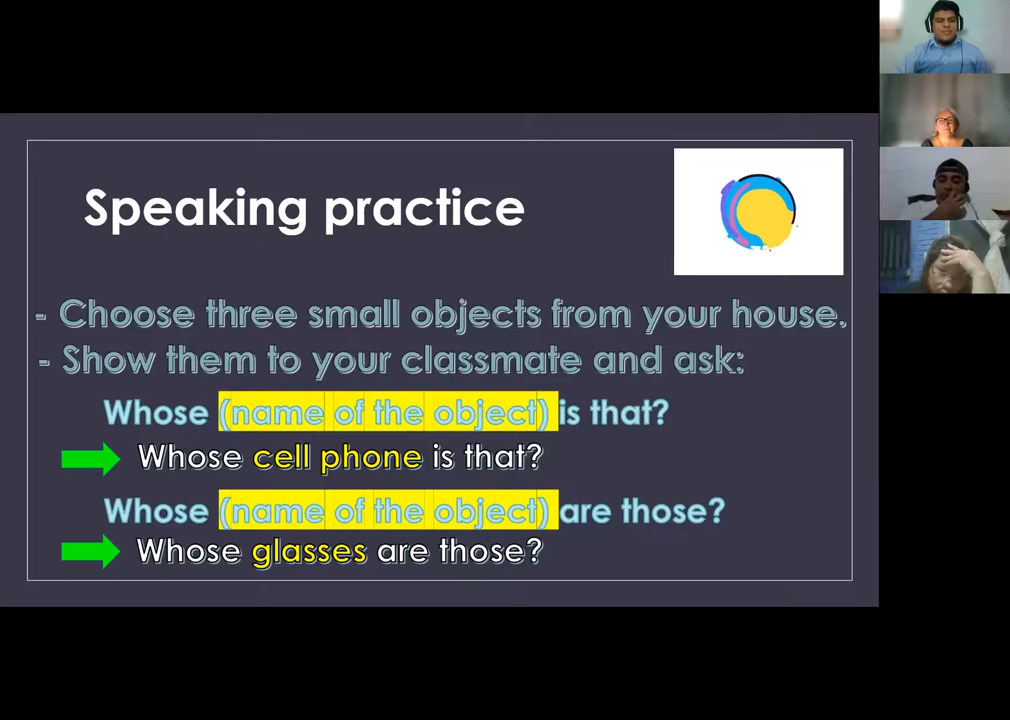 Speaking practice
- Choose three small objects from your house.
- Show them to your classmate and ask:
Whose (name of the object) is that?
Whose cell phone is that?
Whose (name of the object) are those?
Whose glasses are those?